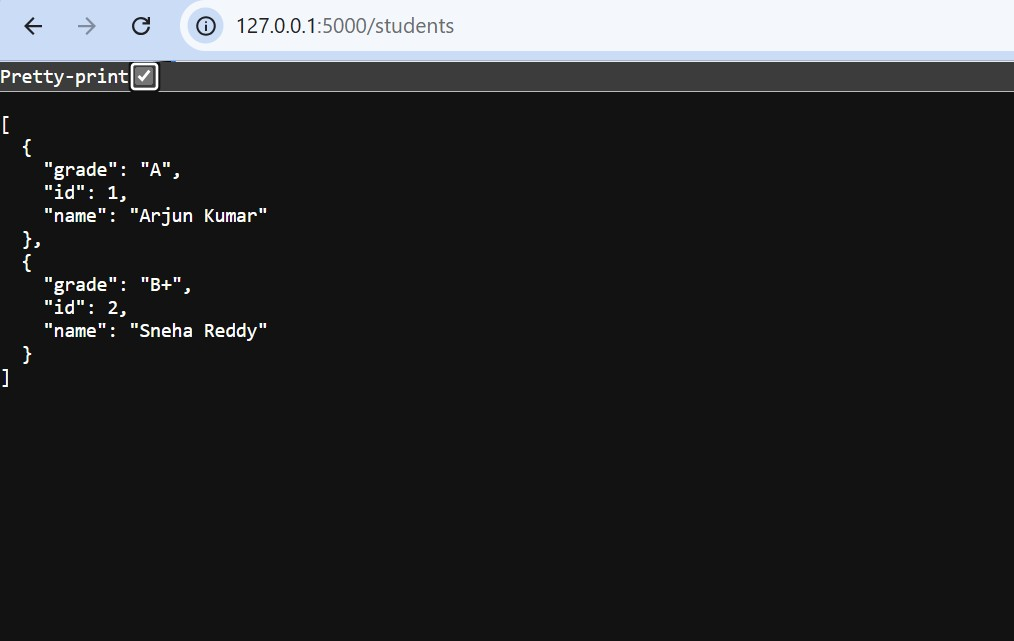 127.0.0.1:5000/students
Pretty-print
[
  {
    "grade": "A",
    "id": 1,
    "name": "Arjun Kumar"
  },
  {
    "grade": "B+",
    "id": 2,
    "name": "Sneha Reddy"
  }
]